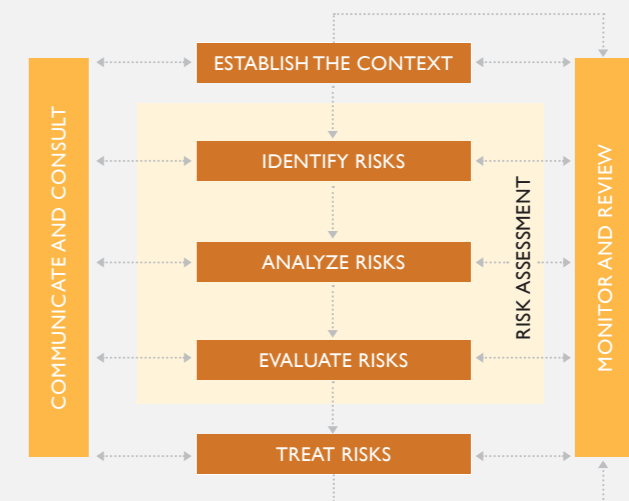 ESTABLISH THE CONTEXT
COMMUNICATE AND CONSULT
IDENTIFY RISKS
ANALYZE RISKS
EVALUATE RISKS
RISK ASSESSMENT
MONITOR AND REVIEW
TREAT RISKS